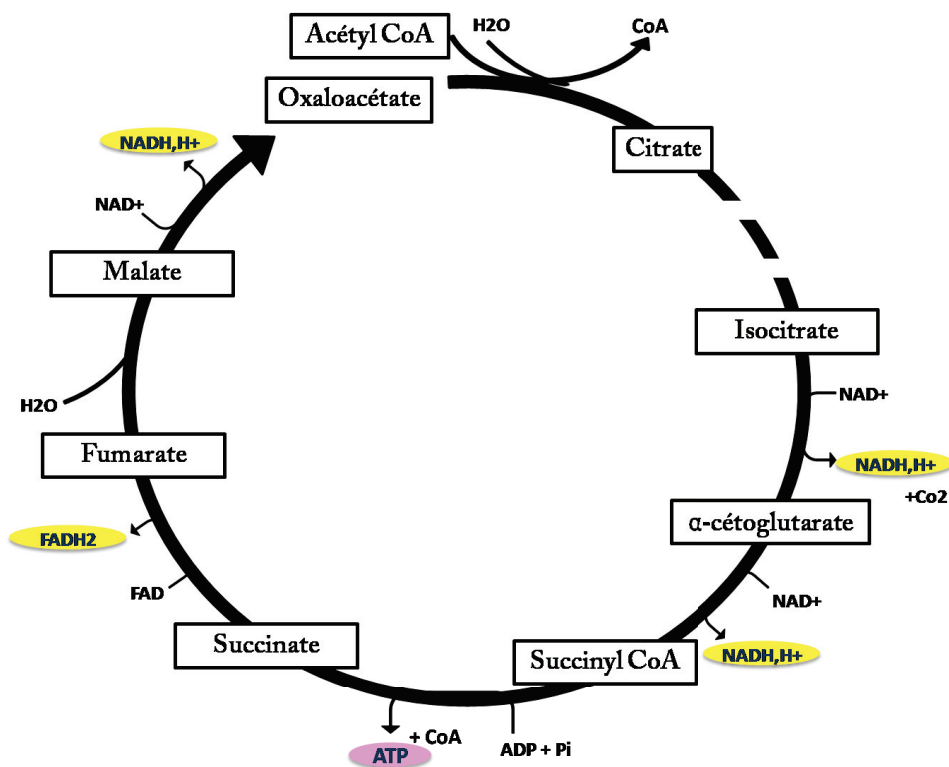 Acétyl CoA
H2O
CoA
Oxaloacétate
Citrate
Isocitrate
NAD+
NADH,H+
+Co2
α-cétoglutarate
NAD+
NADH,H+
Succinyl CoA
ADP + Pi
+ CoA
ATP
Succinate
FAD
FADH2
Fumarate
H2O
Malate
NAD+
NADH,H+